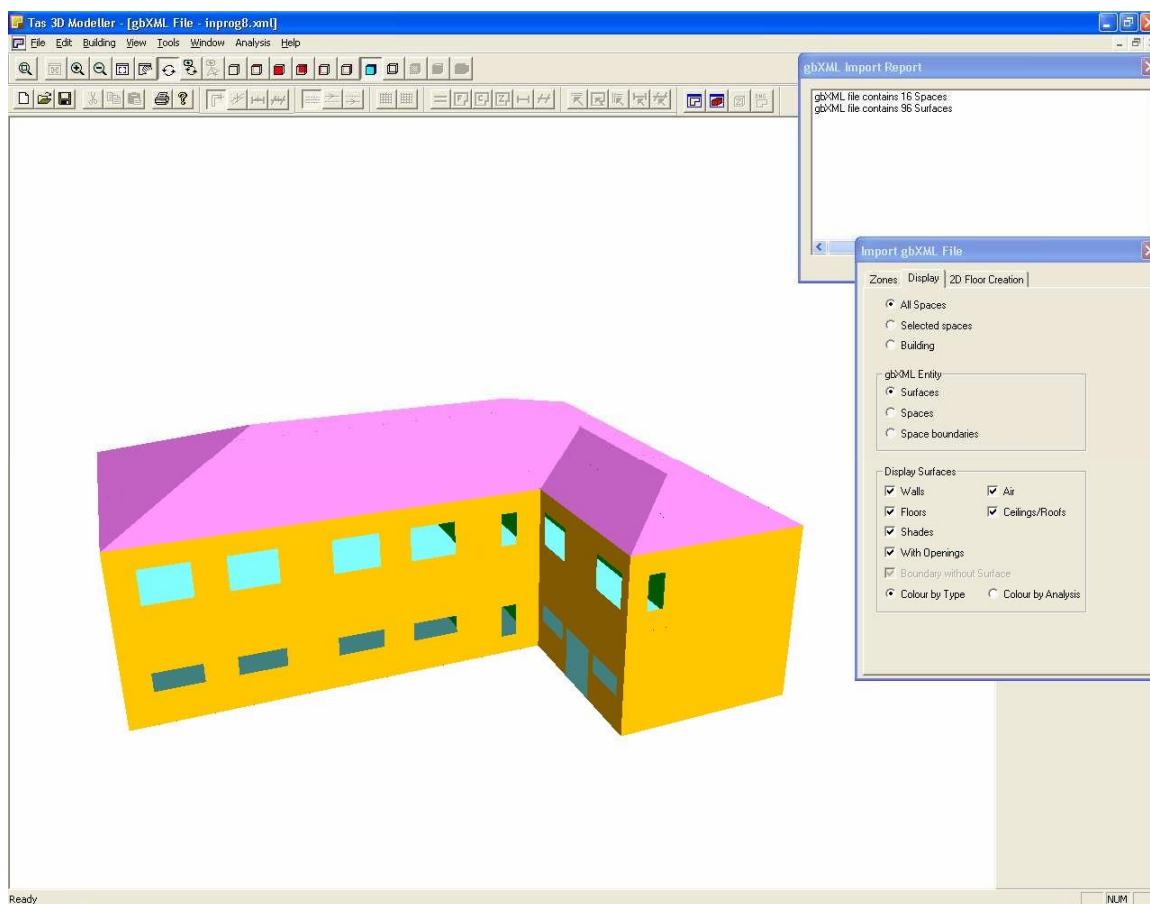 Tas 3D Modeller - [gbXML File - inprog8.xml]
File Edit Building View Tools Window Analysis Help
gbXML Import Report
gbXML file contains 16 Spaces
gbXML file contains 96 Surfaces
Import gbXML File
Zones Display 2D Floor Creation
All Spaces
Selected spaces
Building
gbXML Entity
Surfaces
Spaces
Space boundaries
Display Surfaces
Walls Air
Floors Ceilings/Roofs
Shades
With Openings
Boundary without Surface
Colour by Type Colour by Analysis
Ready NUM